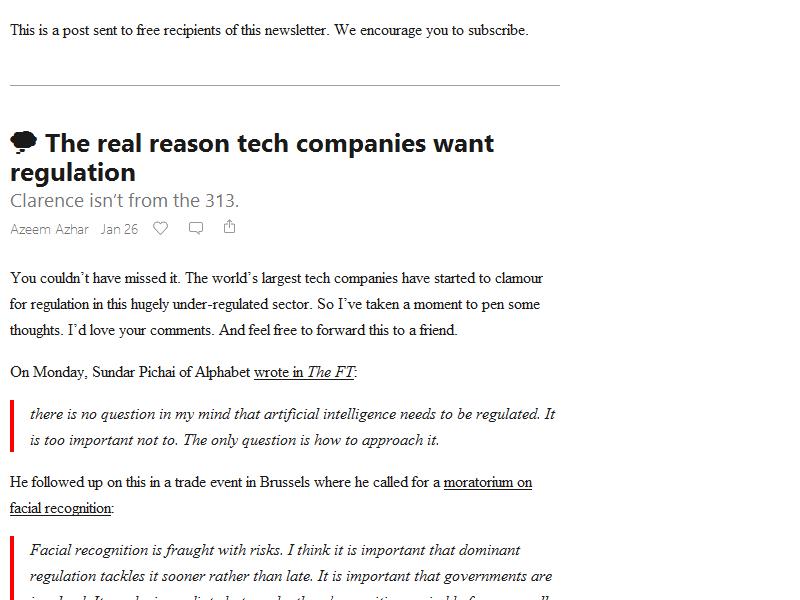 This is a post sent to free recipients of this newsletter. We encourage you to subscribe.
The real reason tech companies want
regulation
Clarence isn't from the 313.
Azeem Azhar Jan 26
You couldn't have missed it. The world's largest tech companies have started to clamour
for regulation in this hugely under-regulated sector. So I've taken a moment to pen some
thoughts. I'd love your comments. And feel free to forward this to a friend.
On Monday, Sundar Pichai of Alphabet wrote in The FT:
there is no question in my mind that artificial intelligence needs to be regulated. It
is too important not to. The only question is how to approach it.
He followed up on this in a trade event in Brussels where he called for a moratorium on
facial recognition:
Facial recognition is fraught with risks. I think it is important that dominant
regulation tackles it sooner rather than late. It is important that governments are